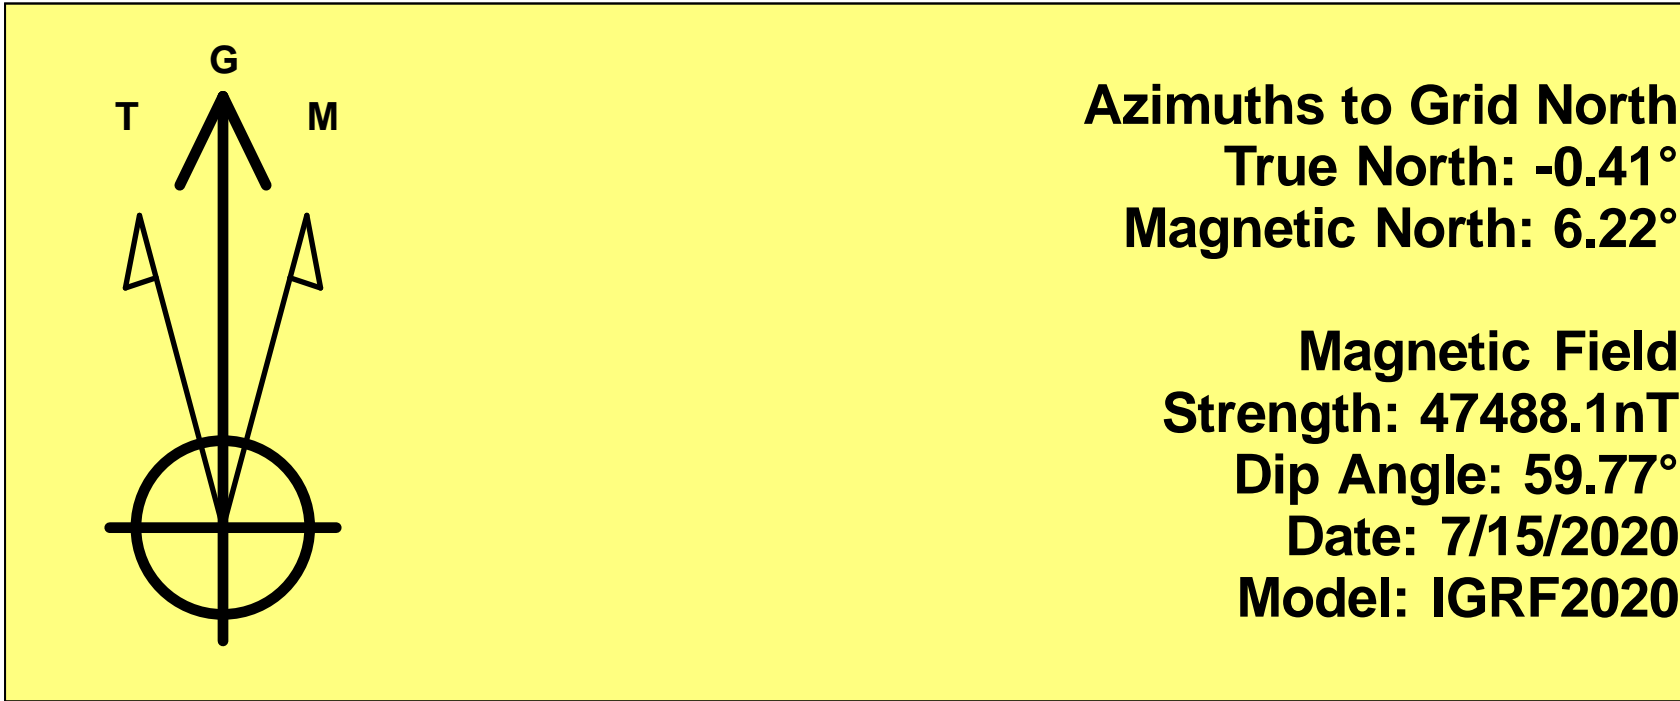 G
T M
Azimuths to Grid North
True North: -0.41°
Magnetic North: 6.22°
Magnetic Field
Strength: 47488.1nT
Dip Angle: 59.77°
Date: 7/15/2020
Model: IGRF2020